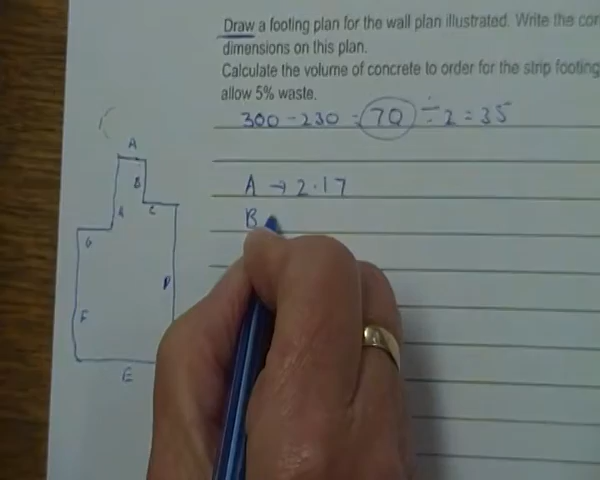 Draw a footing plan for the wall plan illustrated. Write the
dimensions on this plan.
Calculate the volume of concrete to order for the strip footing
allow 5% waste.
300 - 230 = 70 ÷ 2 = 35
A
B
C
G
D
F
E
A → 2.17
B